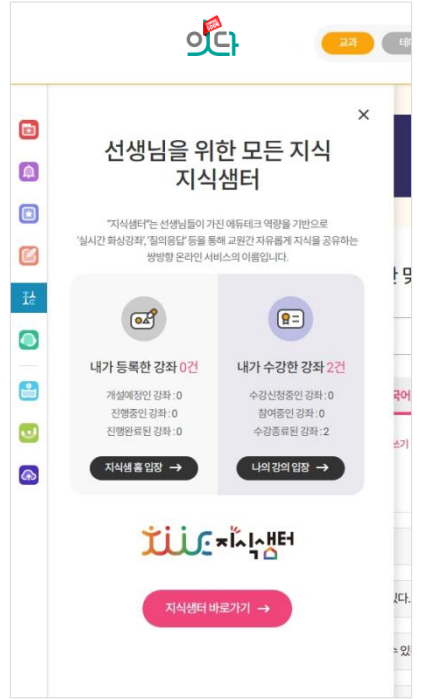 잇다
교과
선생님을 위한 모든 지식
지식샘터
"지식샘터"는 선생님들이 가진 에듀테크 역량을 기반으로
'실시간 화상강좌', '질의응답' 등을 통해 교원간 자유롭게 지식을 공유하는
쌍방향 온라인 서비스의 이름입니다.
내가 등록한 강좌 0건
개설예정인 강좌 : 0
진행중인 강좌 : 0
진행완료된 강좌 : 0
지식샘 홈 입장 →
내가 수강한 강좌 2건
수강신청중인 강좌 : 0
참여중인 강좌 : 0
수강종료된 강좌 : 2
나의 강의 입장 →
지식샘터
지식샘터 바로가기 →
국어
쓰기
있다.
수 있